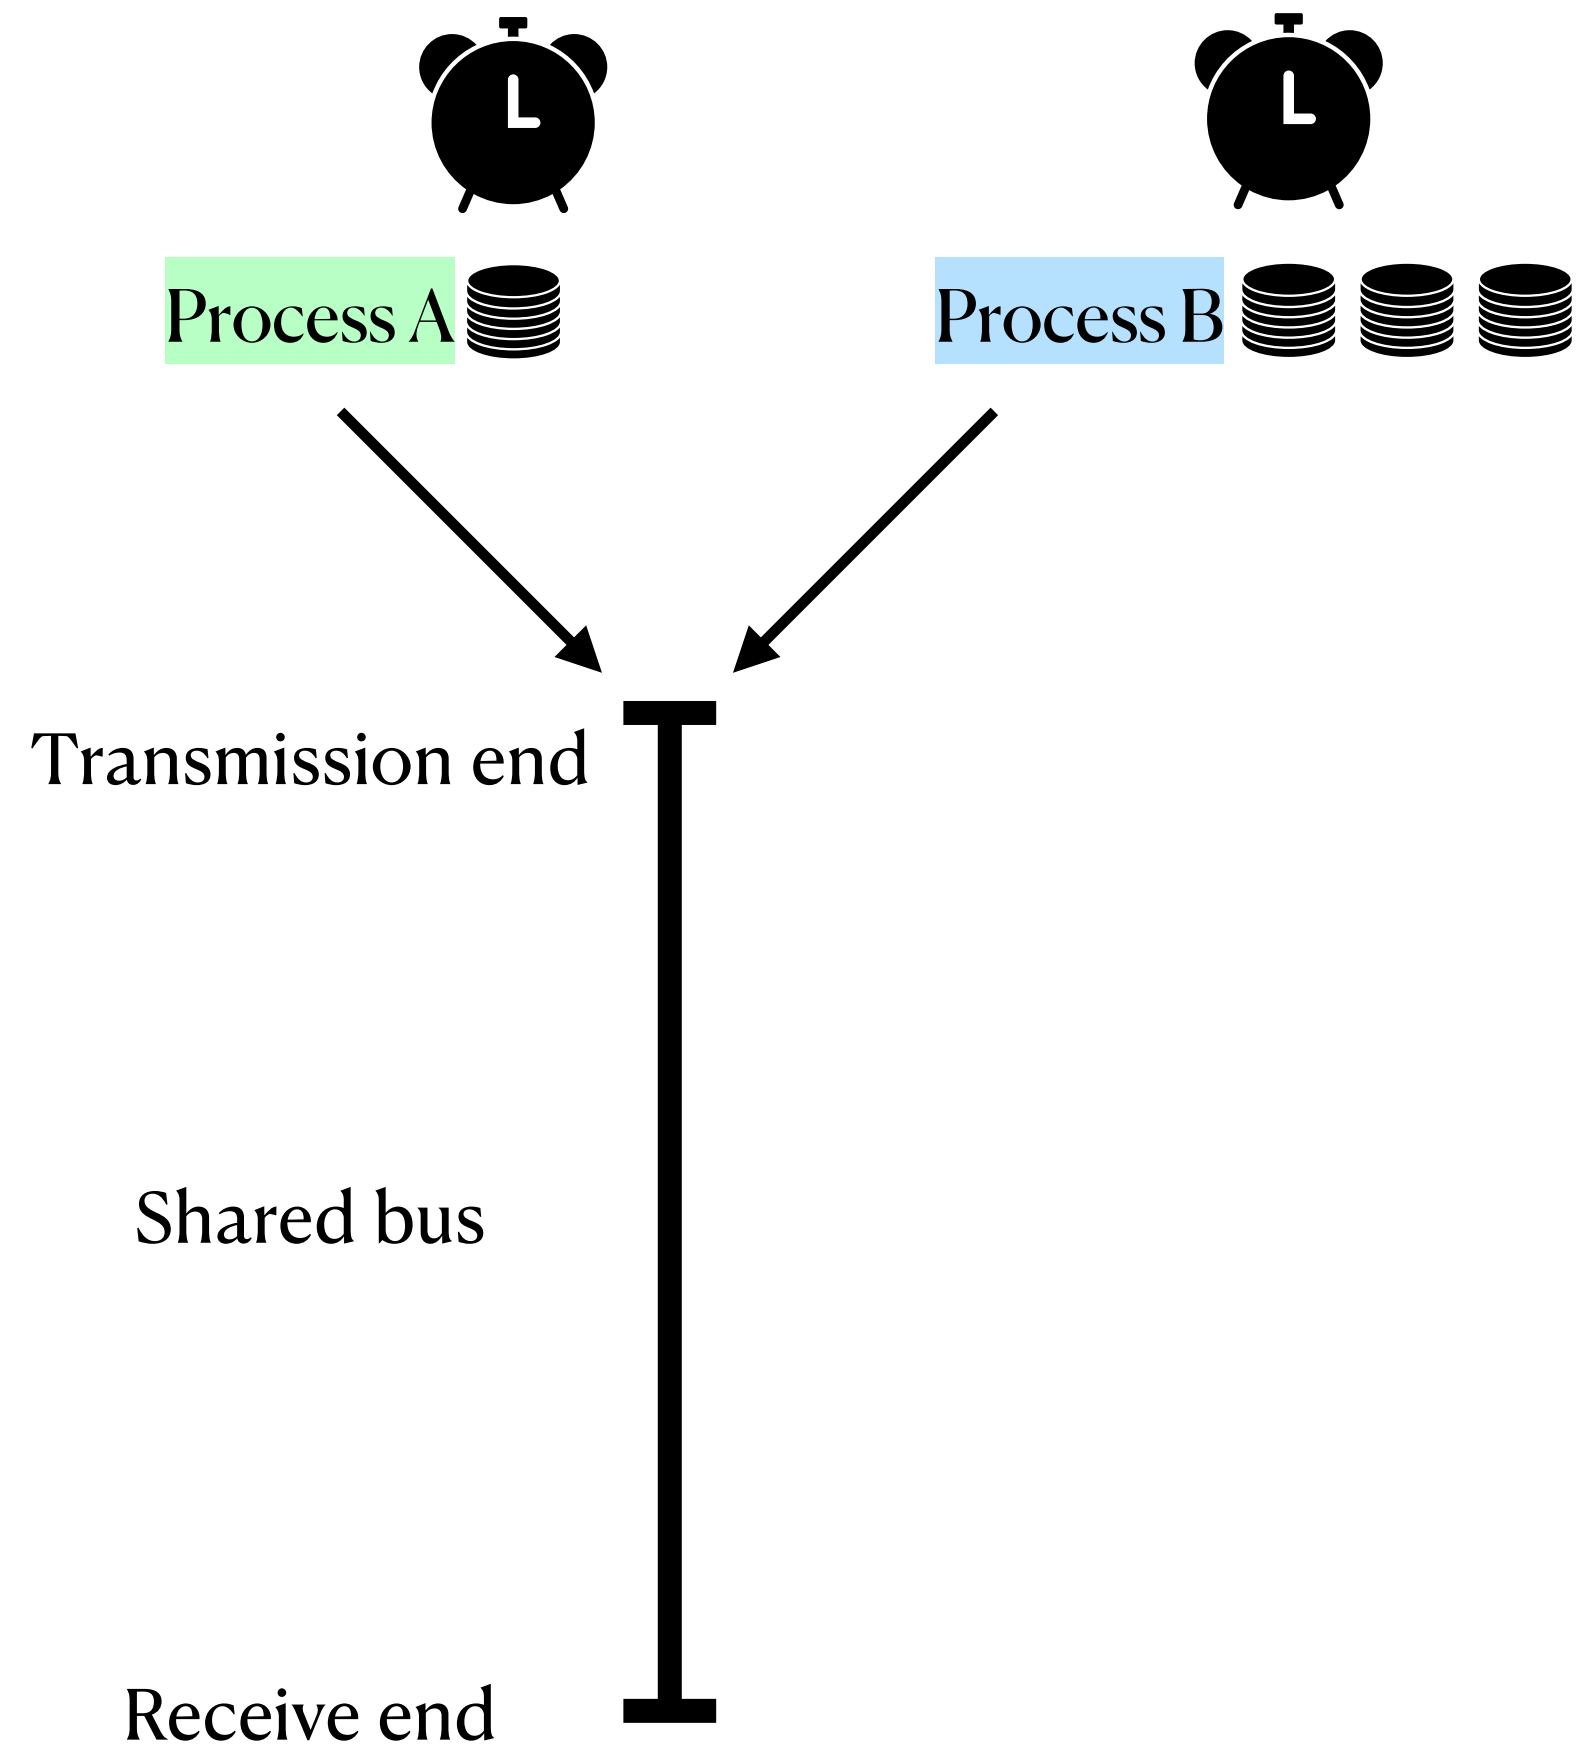 Process A
Process B
Transmission end
Shared bus
Receive end